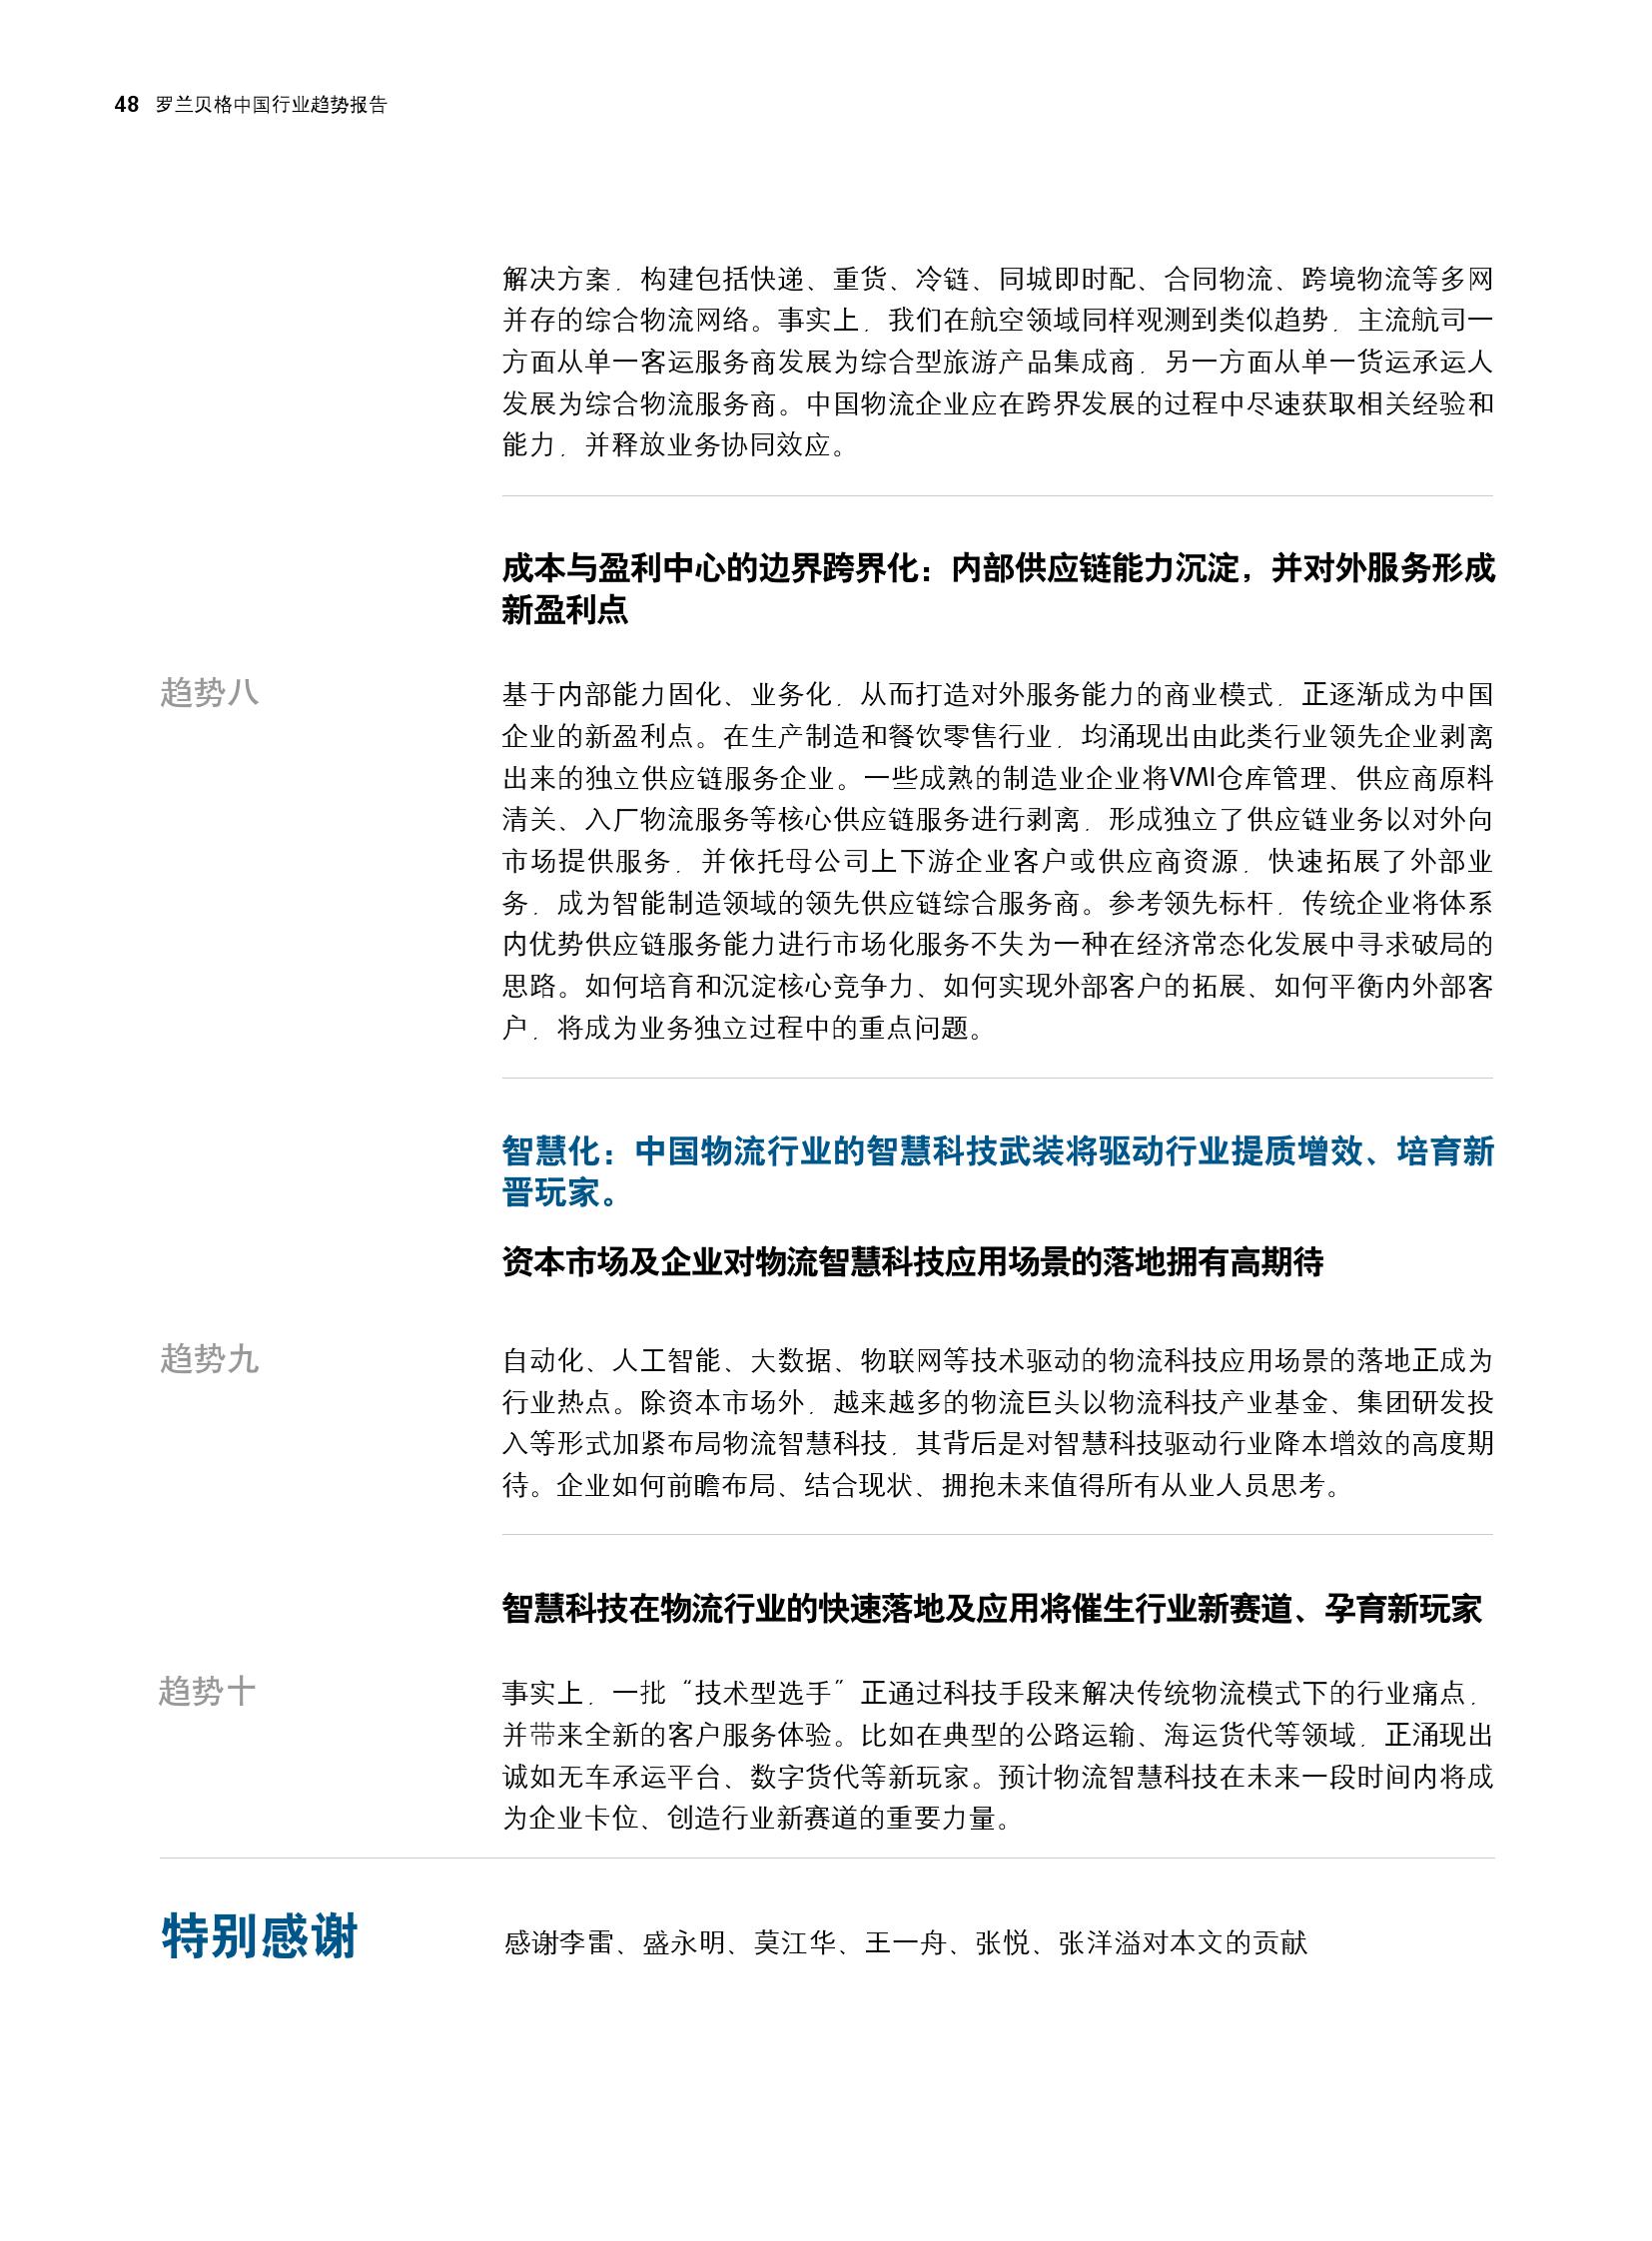 48 罗兰贝格中国行业趋势报告
解决方案，构建包括快递、重货、冷链、同城即时配、合同物流、跨境物流等多网
并存的综合物流网络。事实上，我们在航空领域同样观测到类似趋势，主流航司一
方面从单一客运服务商发展为综合型旅游产品集成商，另一方面从单一货运承运人
发展为综合物流服务商。中国物流企业应在跨界发展的过程中尽速获取相关经验和
能力，并释放业务协同效应。
成本与盈利中心的边界跨界化：内部供应链能力沉淀，并对外服务形成
新盈利点
趋势八
基于内部能力固化、业务化，从而打造对外服务能力的商业模式，正逐渐成为中国
企业的新盈利点。在生产制造和餐饮零售行业，均涌现出由此类行业领先企业剥离
出来的独立供应链服务企业。一些成熟的制造业企业将VMI仓库管理、供应商原料
清关、入厂物流服务等核心供应链服务进行剥离，形成独立了供应链业务以对外向
市场提供服务，并依托母公司上下游企业客户或供应商资源，快速拓展了外部业
务，成为智能制造领域的领先供应链综合服务商。参考领先标杆，传统企业将体系
内优势供应链服务能力进行市场化服务不失为一种在经济常态化发展中寻求破局的
思路。如何培育和沉淀核心竞争力、如何实现外部客户的拓展、如何平衡内外部客
户，将成为业务独立过程中的重点问题。
智慧化：中国物流行业的智慧科技武装将驱动行业提质增效、培育新
晋玩家。
资本市场及企业对物流智慧科技应用场景的落地拥有高期待
趋势九
自动化、人工智能、大数据、物联网等技术驱动的物流科技应用场景的落地正成为
行业热点。除资本市场外，越来越多的物流巨头以物流科技产业基金、集团研发投
入等形式加紧布局物流智慧科技，其背后是对智慧科技驱动行业降本增效的高度期
待。企业如何前瞻布局、结合现状、拥抱未来值得所有从业人员思考。
智慧科技在物流行业的快速落地及应用将催生行业新赛道、孕育新玩家
趋势十
事实上，一批“技术型选手”正通过科技手段来解决传统物流模式下的行业痛点，
并带来全新的客户服务体验。比如在典型的公路运输、海运货代等领域，正涌现出
诚如无车承运平台、数字货代等新玩家。预计物流智慧科技在未来一段时间内将成
为企业卡位、创造行业新赛道的重要力量。
特别感谢
感谢李雷、盛永明、莫江华、王一舟、张悦、张洋溢对本文的贡献